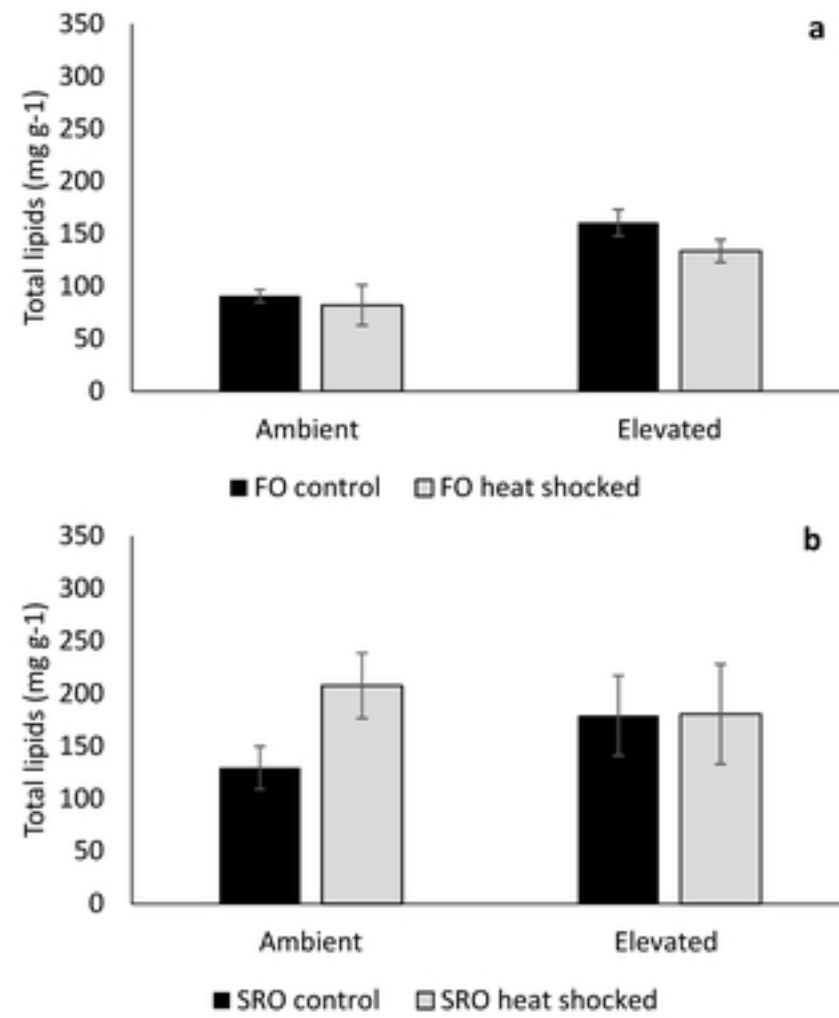 a
350
300
250
200
150
100
50
0
Total lipids (mg g-1)
Ambient Elevated
FO control FO heat shocked
b
350
300
250
200
150
100
50
0
Total lipids (mg g-1)
Ambient Elevated
SRO control SRO heat shocked